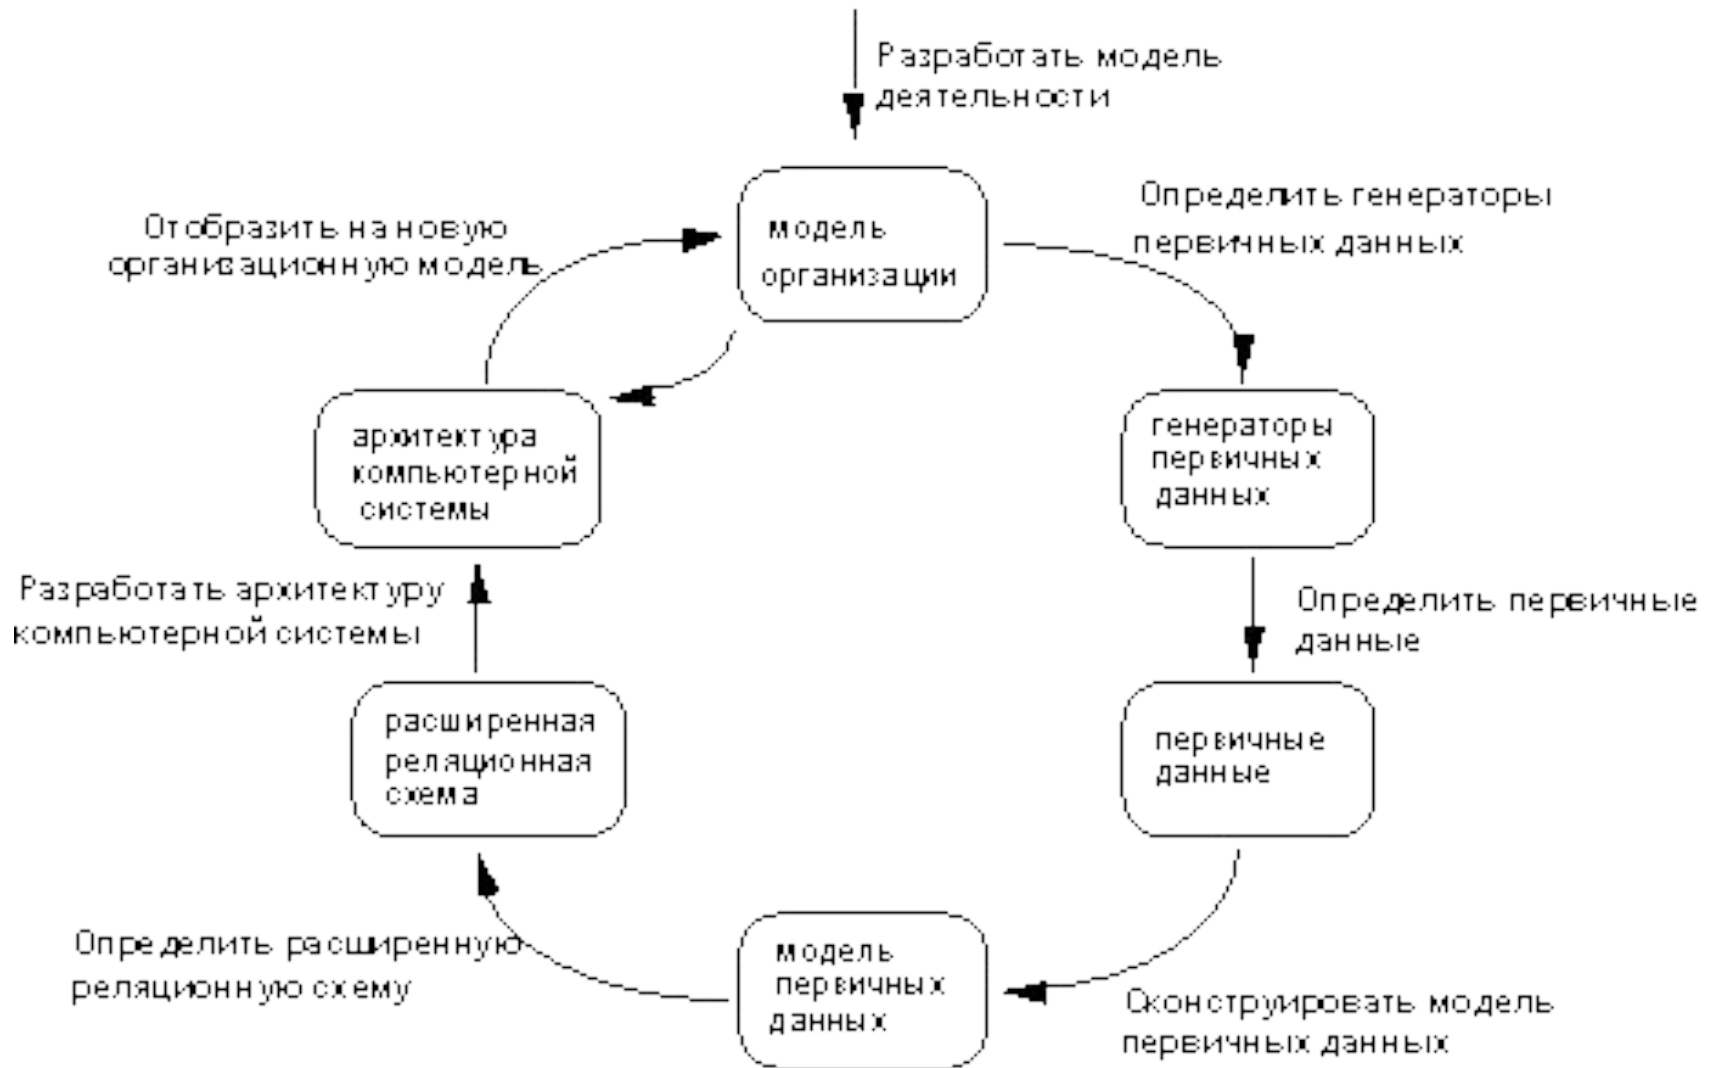 Разработать модель
деятельности
Отобразить на новую
организационную модель
модель
организации
Определить генераторы
первичных данных
архитектура
компьютерной
системы
генераторы
первичных
данных
Разработать архитектуру
компьютерной системы
Определить первичные
данные
расширенная
реляционная
схема
первичные
данные
Определить расширенную
реляционную схему
модель
первичных
данных
Сконструировать модель
первичных данных